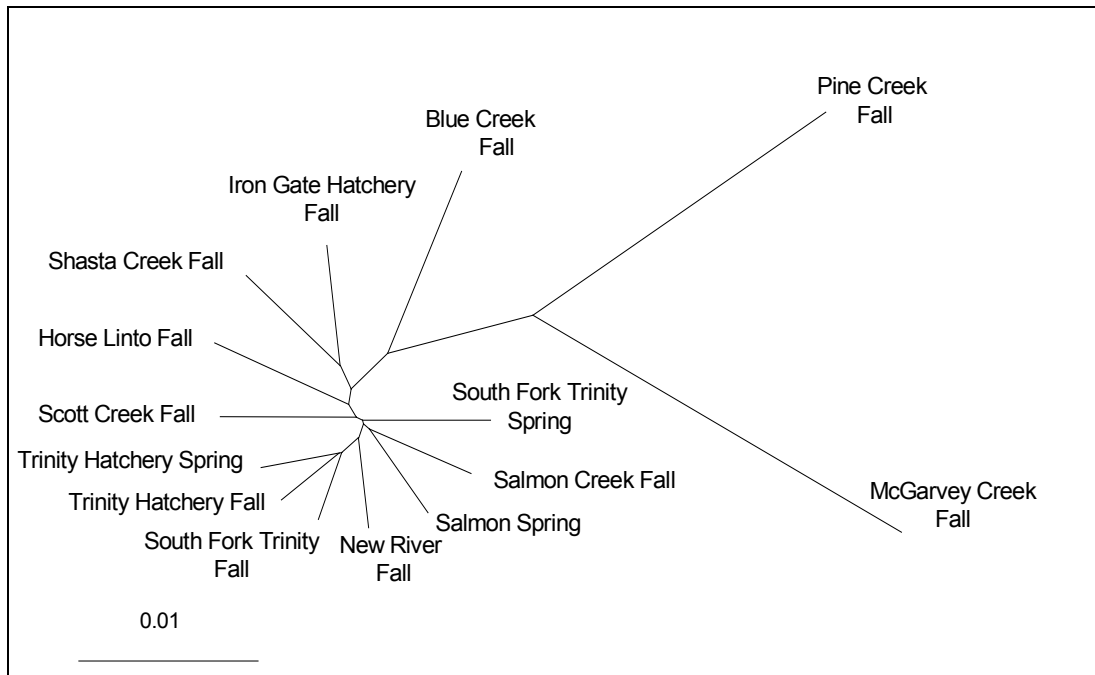 Pine Creek
Fall
Blue Creek
Fall
Iron Gate Hatchery
Fall
Shasta Creek Fall
Horse Linto Fall
South Fork Trinity
Spring
Scott Creek Fall
Trinity Hatchery Spring
Salmon Creek Fall
Trinity Hatchery Fall
McGarvey Creek
Fall
Salmon Spring
South Fork Trinity
Fall
New River
Fall
0.01